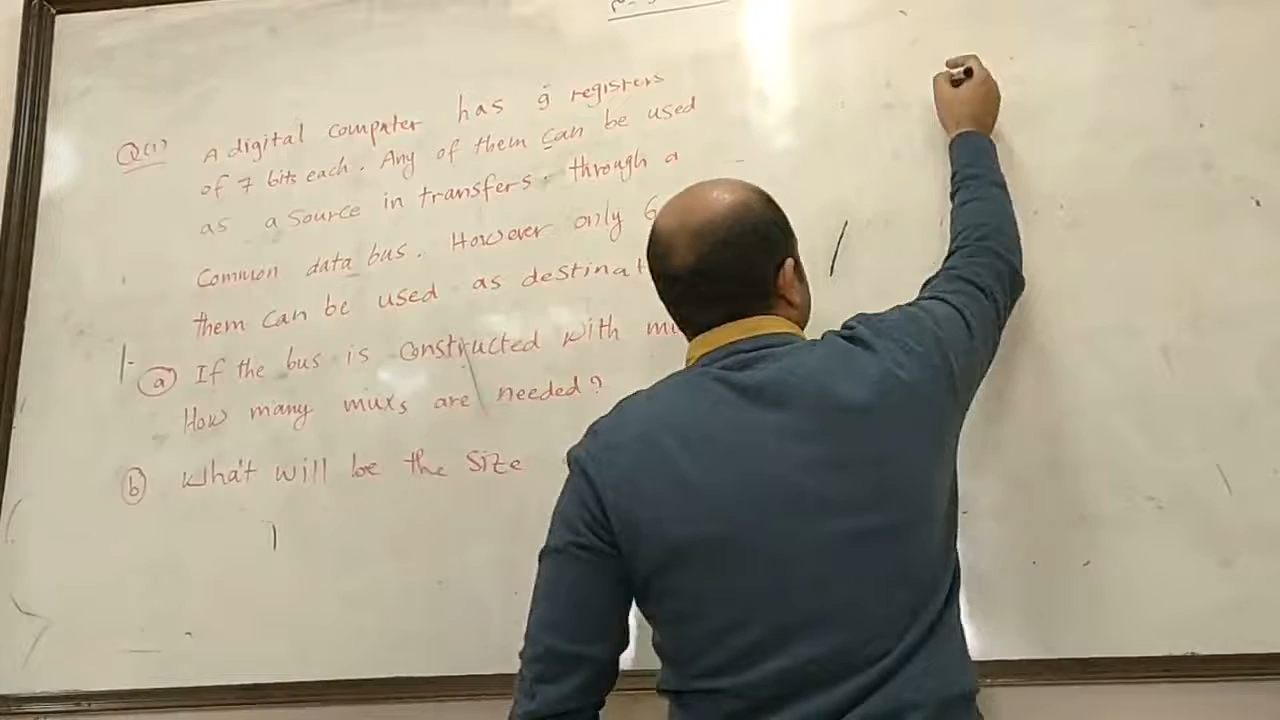 Q(1) A digital computer has 9 registers
of 7 bits each. Any of them can be used
as a source in transfers. through a
Common data bus. However only 6
them can be used as
(a) If the bus is constructed with
How many muxs are needed?
(b) What will be the size